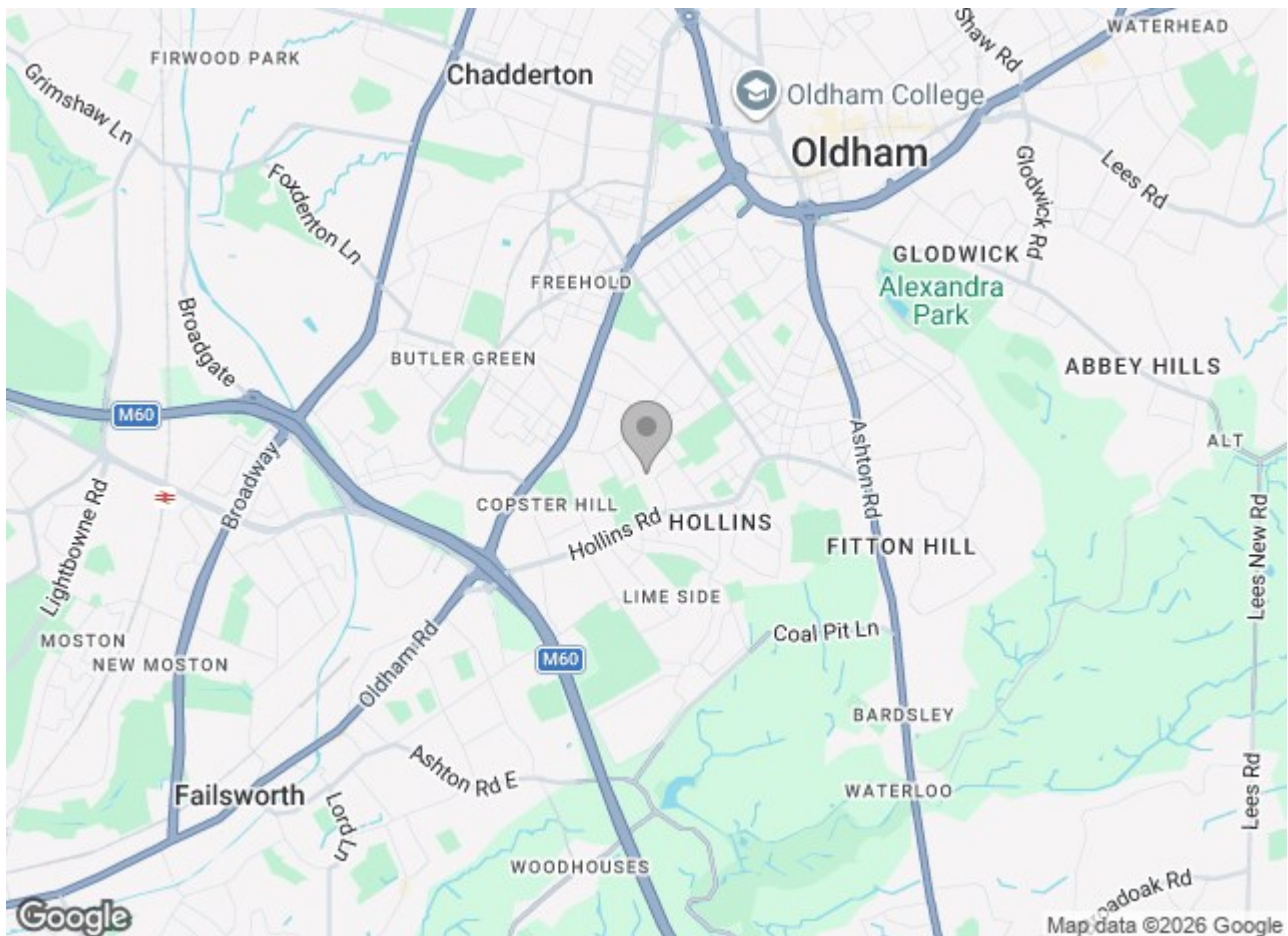 WATERHEAD
Shaw Rd
FIRWOOD PARK
Chadderton
Grimshaw Ln
Oldham College
Oldham
Lees Rd
Glodwick Rd
Foxdenton Ln
GLODWICK
Alexandra
Park
FREEHOLD
Broadgate
BUTLER GREEN
ABBEY HILLS
M60
ALT
Broadway
Ashton Rd
Lightbowne Rd
COPSTER HILL
Hollins Rd
HOLLINS
FITTON HILL
Lees New Rd
LIME SIDE
Coal Pit Ln
MOSTON
NEW MOSTON
Oldham Rd
M60
BARDSLEY
Ashton Rd E
WATERLOO
Failsworth
Lord Ln
Lees Rd
WOODHOUSES
oadoak Rd
Google
Map data ©2026 Google